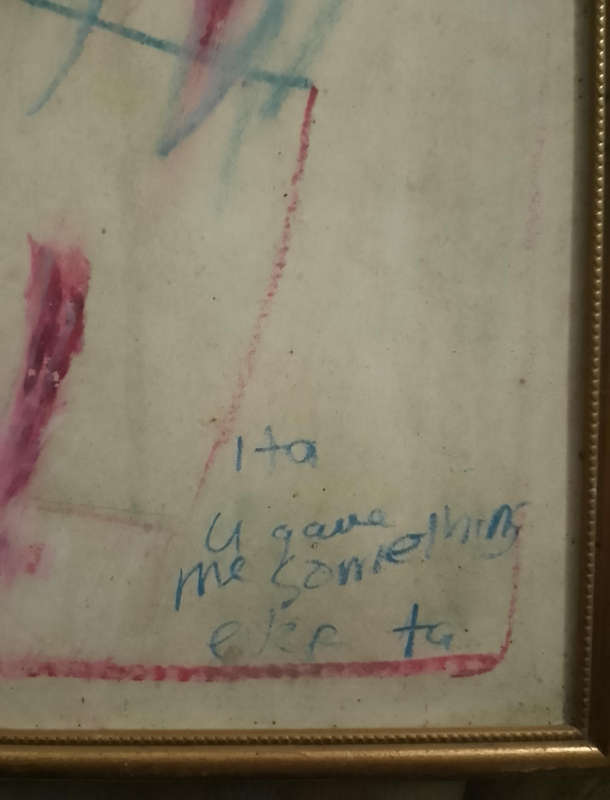 Ita
U gave
me something
else ta